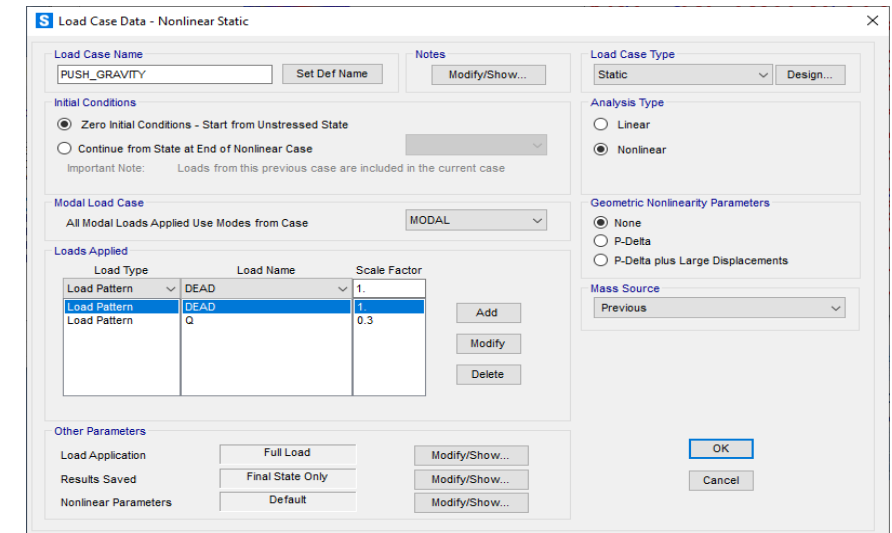 S Load Case Data - Nonlinear Static
Load Case Name
PUSH_GRAVITY
Set Def Name
Notes
Modify/Show...
Load Case Type
Static
Design...
Initial Conditions
Zero Initial Conditions - Start from Unstressed State
Continue from State at End of Nonlinear Case
Important Note: Loads from this previous case are included in the current case
Analysis Type
Linear
Nonlinear
Modal Load Case
All Modal Loads Applied Use Modes from Case
MODAL
Geometric Nonlinearity Parameters
None
P-Delta
P-Delta plus Large Displacements
Loads Applied
Load Type Load Name Scale Factor
Load Pattern DEAD 1.
Load Pattern DEAD 1.
Load Pattern Q 0.3
Add
Modify
Delete
Mass Source
Previous
Other Parameters
Load Application Full Load Modify/Show...
Results Saved Final State Only Modify/Show...
Nonlinear Parameters Default Modify/Show...
OK
Cancel